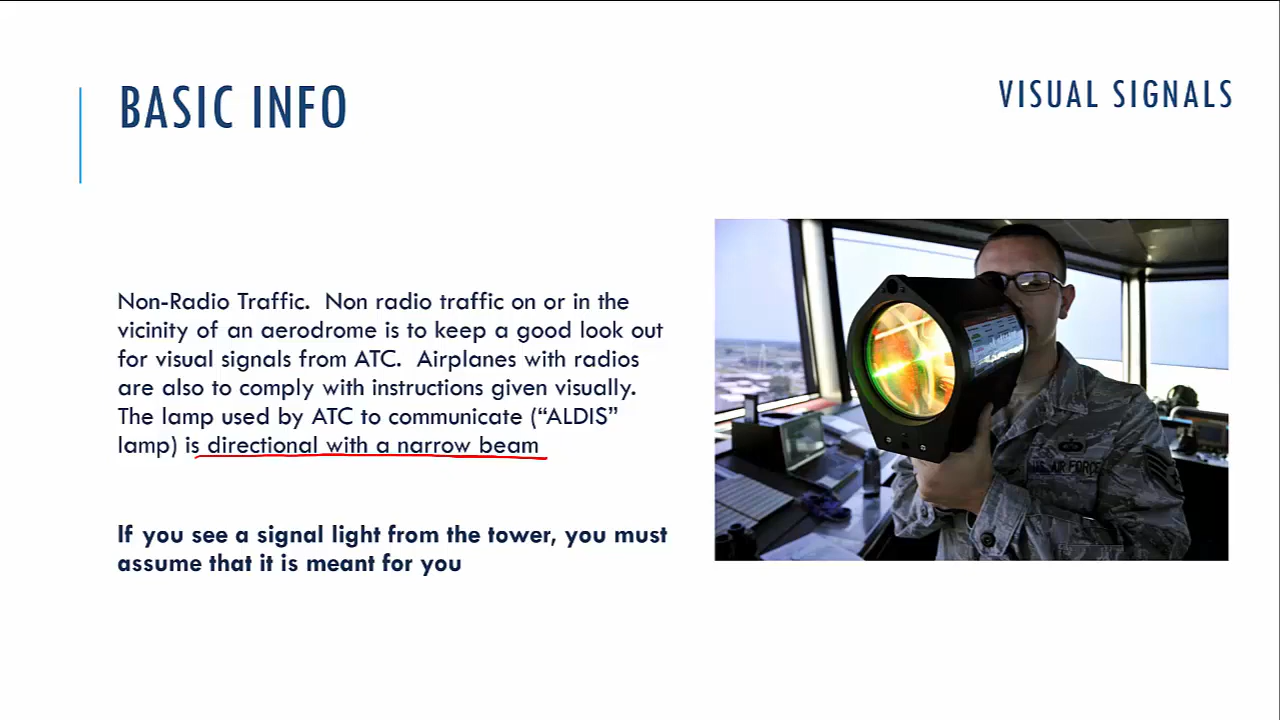 BASIC INFO
VISUAL SIGNALS
Non-Radio Traffic. Non radio traffic on or in the
vicinity of an aerodrome is to keep a good look out
for visual signals from ATC. Airplanes with radios
are also to comply with instructions given visually.
The lamp used by ATC to communicate (“ALDIS”
lamp) is directional with a narrow beam
If you see a signal light from the tower, you must
assume that it is meant for you
U.S. AIR FORCE